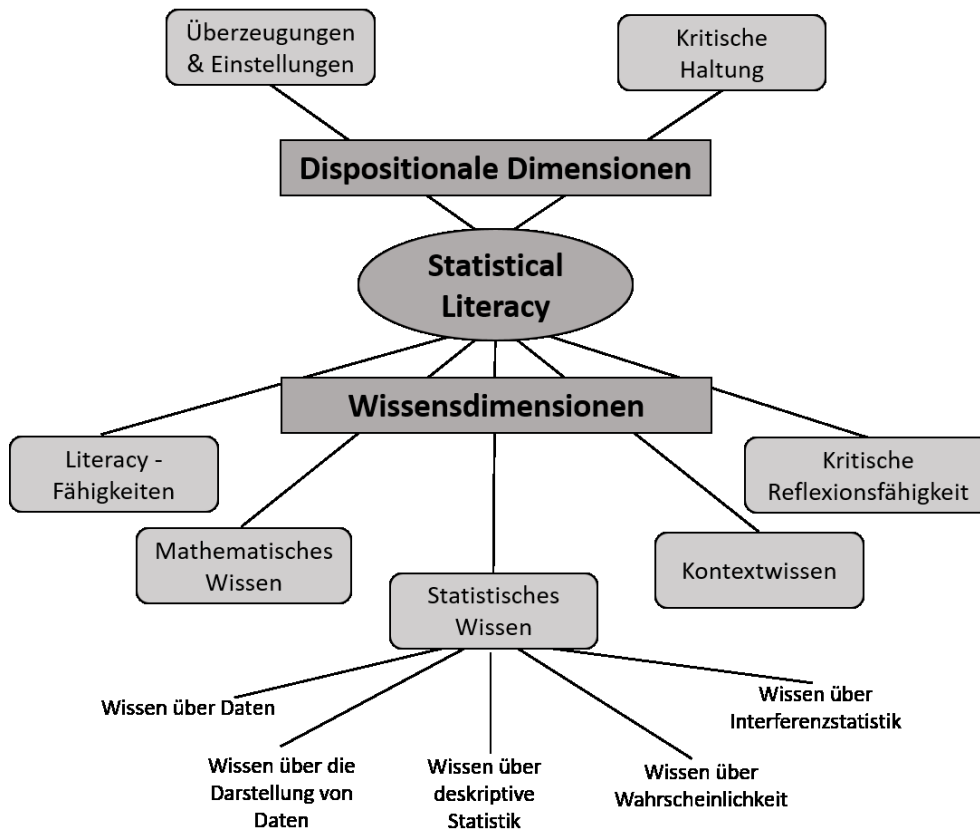 Überzeugungen
& Einstellungen
Kritische
Haltung
Dispositionale Dimensionen
Statistical
Literacy
Wissensdimensionen
Literacy -
Fähigkeiten
Kritische
Reflexionsfähigkeit
Mathematisches
Wissen
Kontextwissen
Statistisches
Wissen
Wissen über Daten
Wissen über
Interferenzstatistik
Wissen über die
Darstellung von
Daten
Wissen über
deskriptive
Statistik
Wissen über
Wahrscheinlichkeit